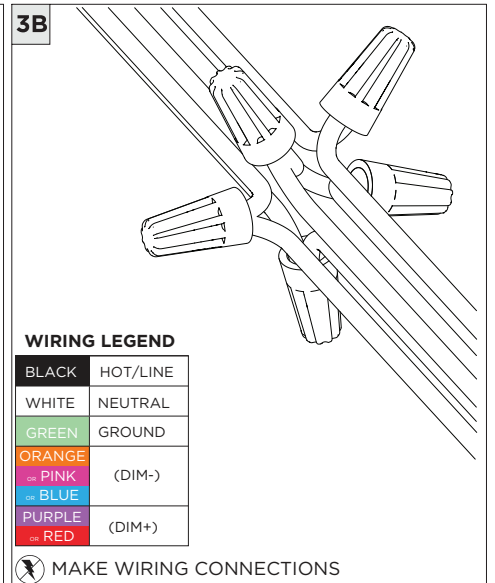 3B
WIRING LEGEND
BLACK HOT/LINE
WHITE NEUTRAL
GREEN GROUND
ORANGE
OR PINK (DIM-)
OR BLUE
PURPLE
OR RED (DIM+)
MAKE WIRING CONNECTIONS